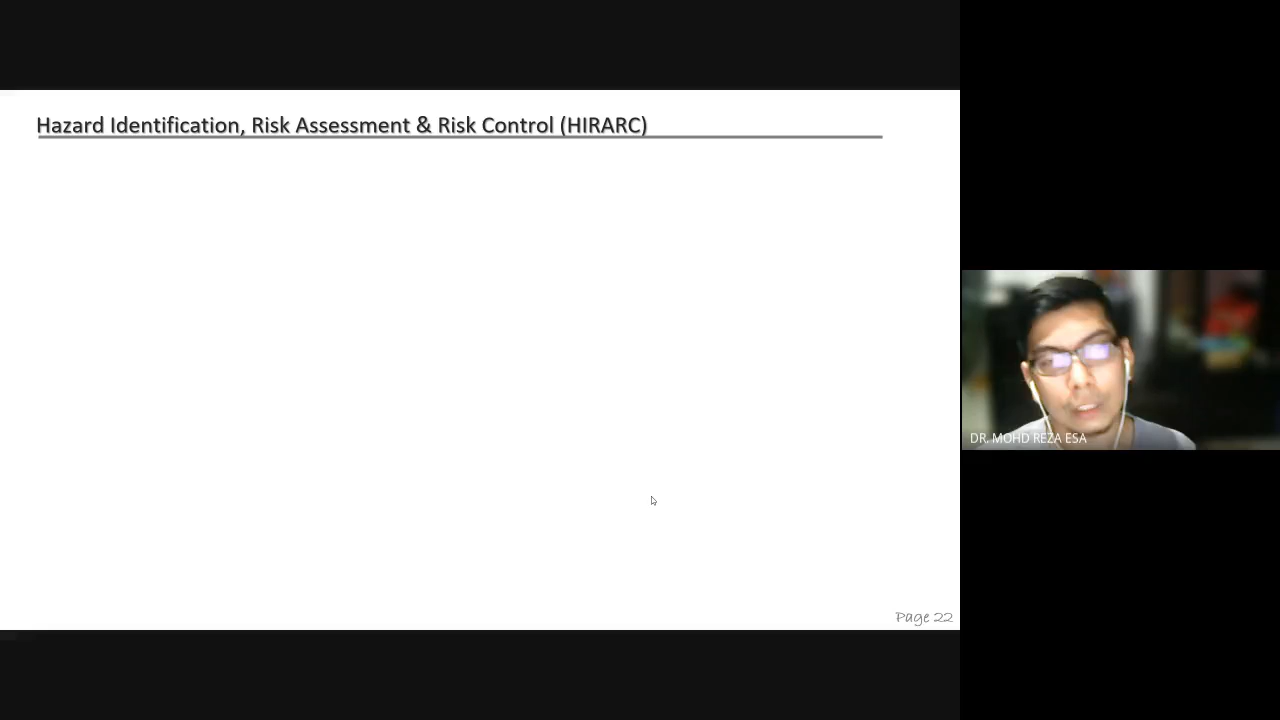 Hazard Identification, Risk Assessment & Risk Control (HIRARC)
DR. MOHD REZA ESA
Page 22